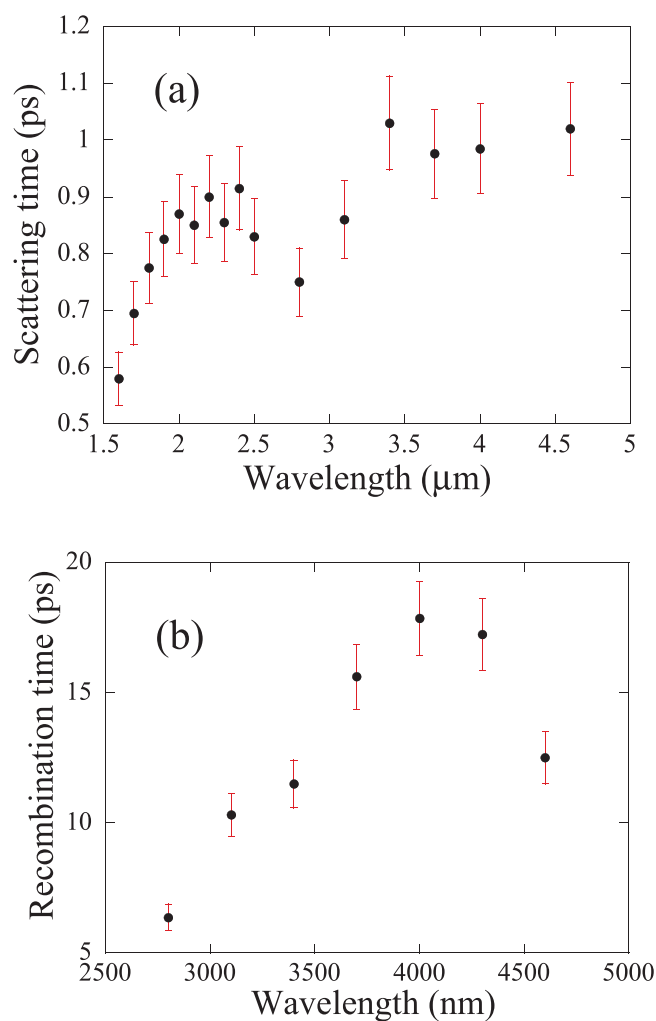 1.2
1.1
1
0.9
0.8
0.7
0.6
0.5
Scattering time (ps)
(a)
1.5 2 2.5 3 3.5 4 4.5 5
Wavelength (μm)
20
15
10
5
Recombination time (ps)
(b)
2500 3000 3500 4000 4500 5000
Wavelength (nm)